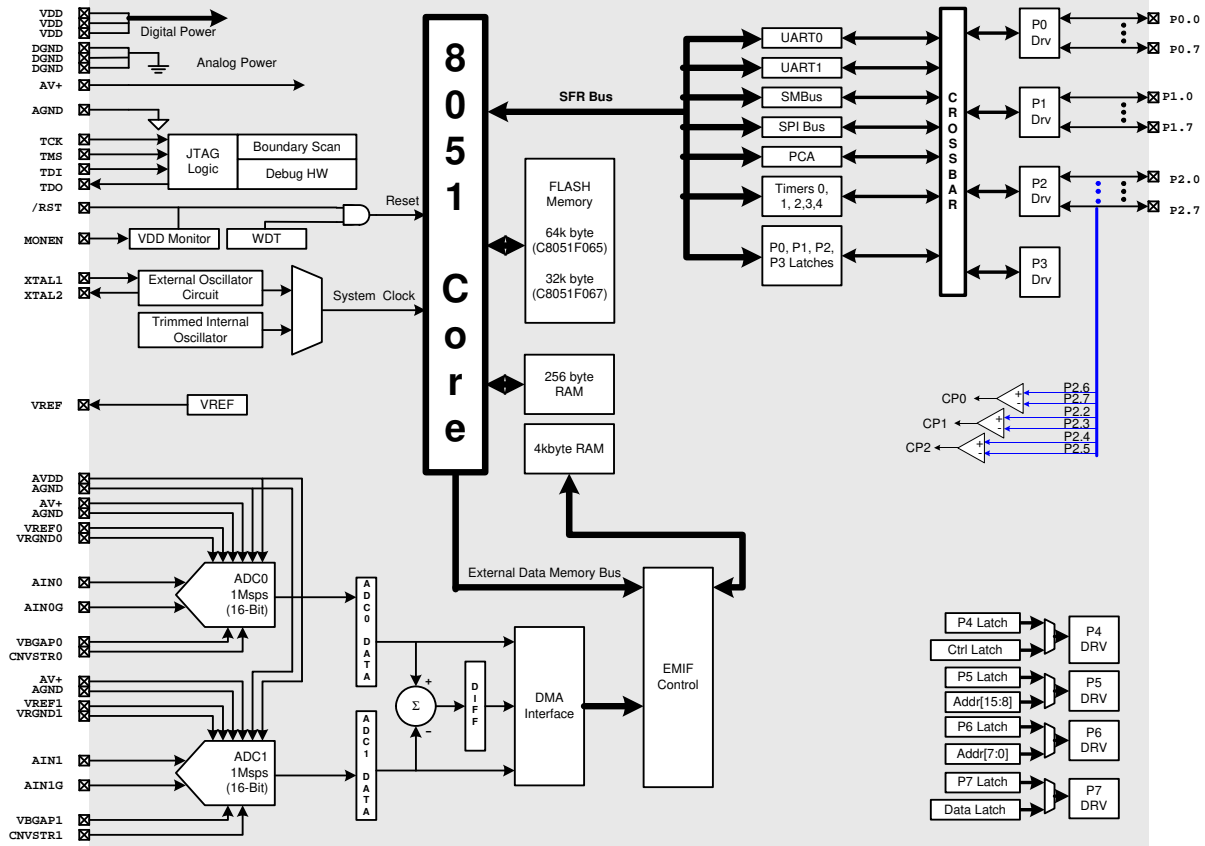 VDD
VDD
VDD
Digital Power
DGND
DGND
DGND
Analog Power
AV+
AGND
TCK
TMS
TDI
TDO
JTAG
Logic
Boundary Scan
Debug HW
/RST
Reset
MONEN
VDD Monitor
WDT
XTAL1
XTAL2
External Oscillator
Circuit
Trimmed Internal
Oscillator
System Clock
VREF
VREF
8
0
5
1
C
o
r
e
SFR Bus
FLASH
Memory
64k byte
(C8051F065)
32k byte
(C8051F067)
256 byte
RAM
4kbyte RAM
UART0
UART1
SMBus
SPI Bus
PCA
Timers 0,
1, 2,3,4
P0, P1, P2,
P3 Latches
C
R
O
S
S
B
A
R
P0
Drv
P1
Drv
P2
Drv
P3
Drv
P0.0
P0.7
P1.0
P1.7
P2.0
P2.7
CP0
+
-
P2.6
P2.7
CP1
+
-
P2.2
P2.3
CP2
+
-
P2.4
P2.5
AVDD
AGND
AV+
AGND
VREF0
VRGND0
AIN0
AIN0G
VBGAP0
CNVSTR0
ADC0
1Msps
(16-Bit)
AV+
AGND
VREF1
VRGND1
AIN1
AIN1G
VBGAP1
CNVSTR1
ADC1
1Msps
(16-Bit)
A
D
C
0
D
A
T
A
A
D
C
1
D
A
T
A
+
Σ
−
D
I
F
F
DMA
Interface
External Data Memory Bus
EMIF
Control
P4 Latch
Ctrl Latch
P4
DRV
P5 Latch
Addr[15:8]
P5
DRV
P6 Latch
Addr[7:0]
P6
DRV
P7 Latch
Data Latch
P7
DRV